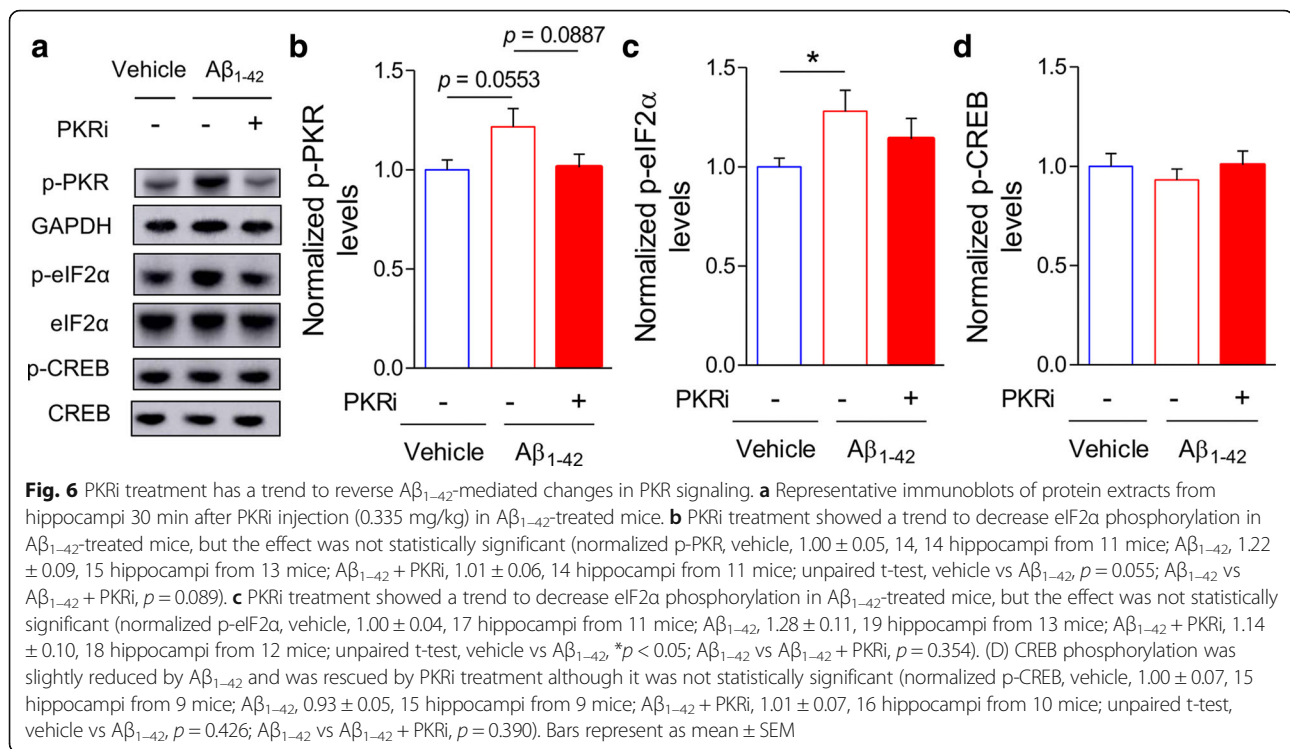 a
Vehicle Aβ1-42
PKRi - - +
p-PKR
GAPDH
p-eIF2α
eIF2α
p-CREB
CREB
b
p = 0.0887
p = 0.0553
Normalized p-PKR
levels
1.5
1.0
0.5
0.0
PKRi - - +
Vehicle Aβ1-42
c
*
Normalized p-eIF2α
levels
1.5
1.0
0.5
0.0
PKRi - - +
Vehicle Aβ1-42
d
Normalized p-CREB
levels
1.5
1.0
0.5
0.0
PKRi - - +
Vehicle Aβ1-42
Fig. 6 PKRi treatment has a trend to reverse Aβ1–42-mediated changes in PKR signaling. a Representative immunoblots of protein extracts from
hippocampi 30 min after PKRi injection (0.335 mg/kg) in Aβ1–42-treated mice. b PKRi treatment showed a trend to decrease eIF2α phosphorylation in
Aβ1–42-treated mice, but the effect was not statistically significant (normalized p-PKR, vehicle, 1.00 ± 0.05, 14, 14 hippocampi from 11 mice; Aβ1–42, 1.22
± 0.09, 15 hippocampi from 13 mice; Aβ1–42 + PKRi, 1.01 ± 0.06, 14 hippocampi from 11 mice; unpaired t-test, vehicle vs Aβ1–42, p = 0.055; Aβ1–42 vs
Aβ1–42 + PKRi, p = 0.089). c PKRi treatment showed a trend to decrease eIF2α phosphorylation in Aβ1–42-treated mice, but the effect was not statistically
significant (normalized p-eIF2α, vehicle, 1.00 ± 0.04, 17 hippocampi from 11 mice; Aβ1–42, 1.28 ± 0.11, 19 hippocampi from 13 mice; Aβ1–42 + PKRi, 1.14
± 0.10, 18 hippocampi from 12 mice; unpaired t-test, vehicle vs Aβ1–42, *p < 0.05; Aβ1–42 vs Aβ1–42 + PKRi, p = 0.354). (D) CREB phosphorylation was
slightly reduced by Aβ1–42 and was rescued by PKRi treatment although it was not statistically significant (normalized p-CREB, vehicle, 1.00 ± 0.07, 15
hippocampi from 9 mice; Aβ1–42, 0.93 ± 0.05, 15 hippocampi from 9 mice; Aβ1–42 + PKRi, 1.01 ± 0.07, 16 hippocampi from 10 mice; unpaired t-test,
vehicle vs Aβ1–42, p = 0.426; Aβ1–42 vs Aβ1–42 + PKRi, p = 0.390). Bars represent as mean ± SEM